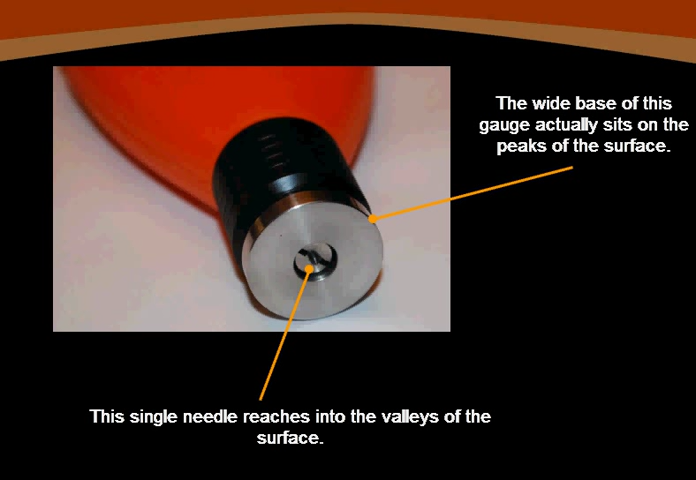 The wide base of this
gauge actually sits on the
peaks of the surface.
This single needle reaches into the valleys of the
surface.